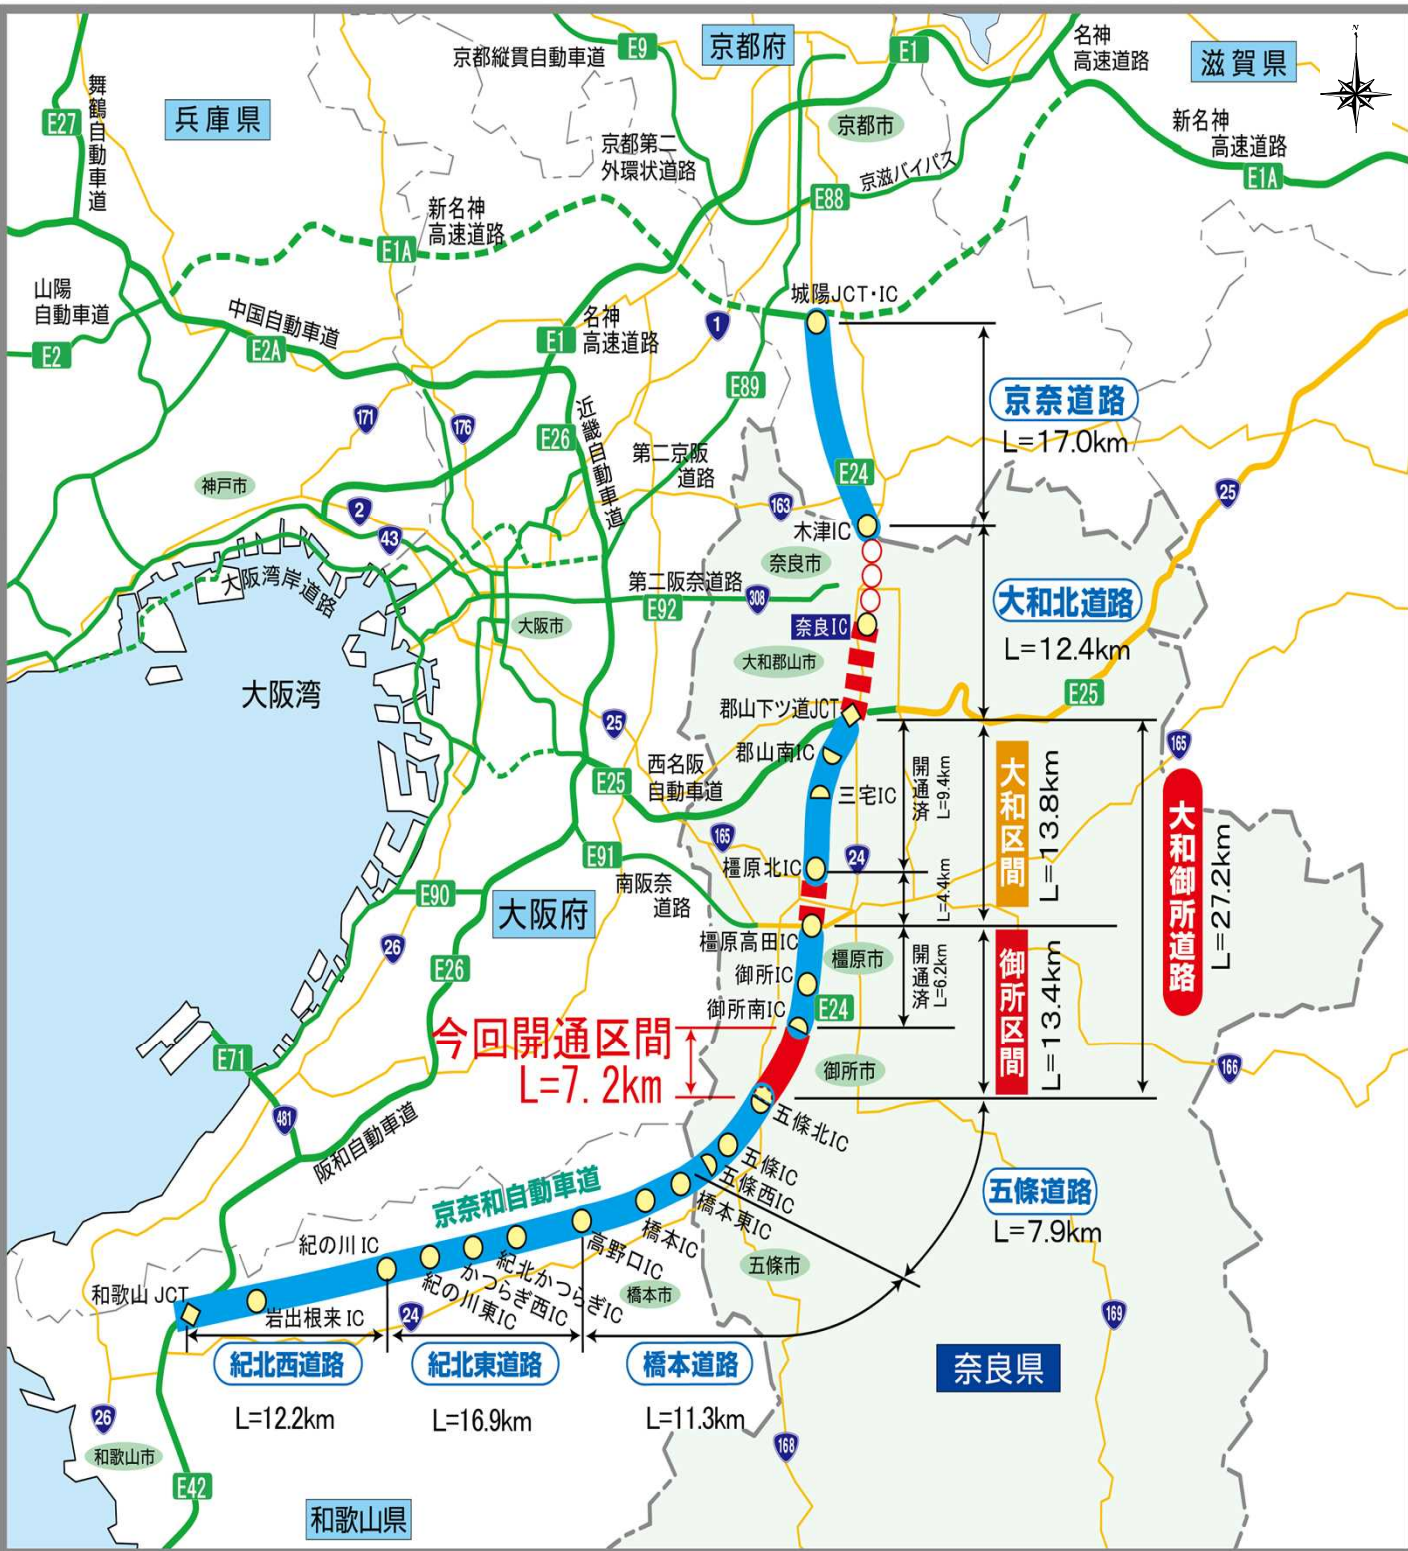 京都縦貫自動車道
E9
京都府
E1
名神
高速道路
滋賀県
N
E27
舞鶴自動車道
兵庫県
京都市
新名神
高速道路
E1A
京都第二
外環状道路
京滋バイパス
E88
新名神
高速道路
E1A
山陽
自動車道
E2
中国自動車道
E2A
城陽JCT・IC
名神
高速道路
E1
1
E89
京奈道路
L=17.0km
171
176
E26
近畿自動車道
第二京阪
道路
E24
神戸市
2
43
163
25
木津IC
奈良市
大阪湾岸道路
第二阪奈道路
308
E92
大和北道路
L=12.4km
大阪市
奈良IC
大和郡山市
大阪湾
郡山下ツ道JCT
E25
25
西名阪
自動車道
E25
郡山南IC
三宅IC
開通済
L=9.4km
大和区間
L=13.8km
165
大和御所道路
L=27.2km
165
24
橿原北IC
L=4.4km
E91
南阪奈
道路
E90
大阪府
橿原高田IC
橿原市
26
E26
御所IC
御所南IC
E24
開通済
L=6.2km
御所区間
L=13.4km
今回開通区間
L=7.2km
E71
御所市
166
481
阪和自動車道
五條北IC
五條IC
五條西IC
橋本東IC
五條道路
L=7.9km
京奈和自動車道
橋本IC
高野口IC
紀北かつらぎIC
かつらぎ西IC
紀の川東IC
紀の川 IC
五條市
橋本市
和歌山 JCT
岩出根来 IC
24
169
紀北西道路
L=12.2km
紀北東道路
L=16.9km
橋本道路
L=11.3km
奈良県
26
和歌山市
168
E42
和歌山県